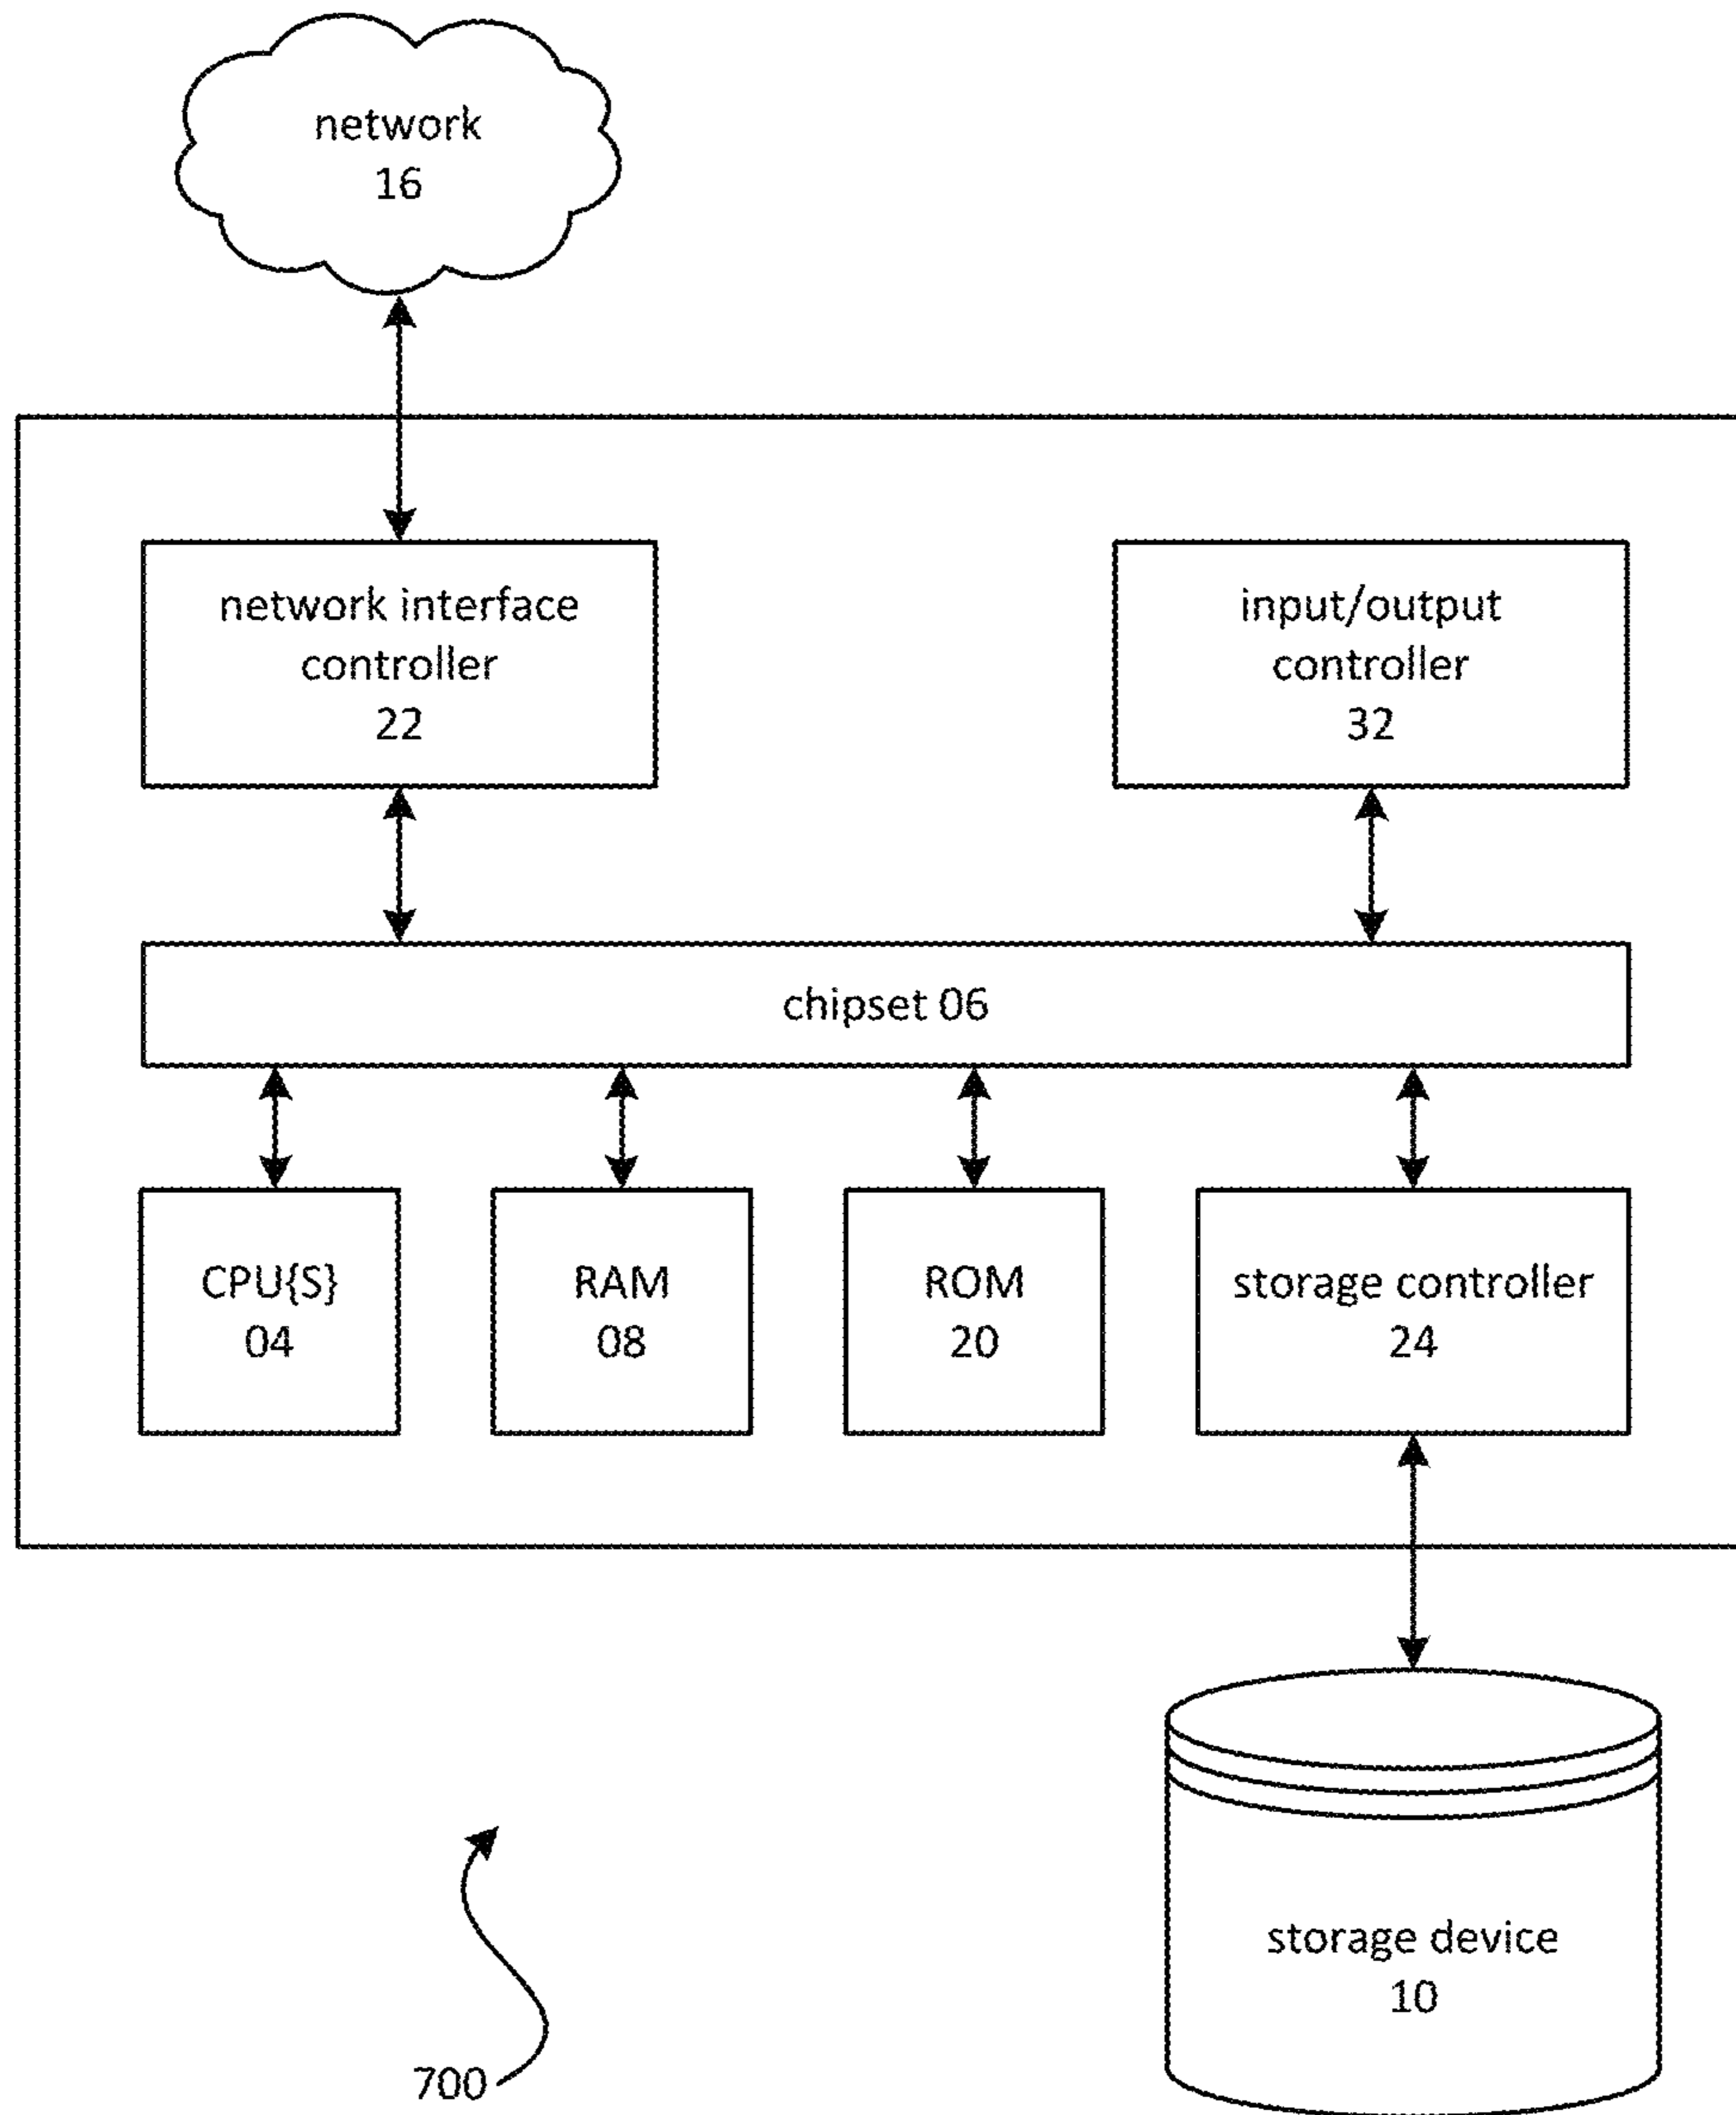 network
16
network interface
controller
22
input/output
controller
32
chipset 06
CPU{S}
04
RAM
08
ROM
20
storage controller
24
storage device
10
700